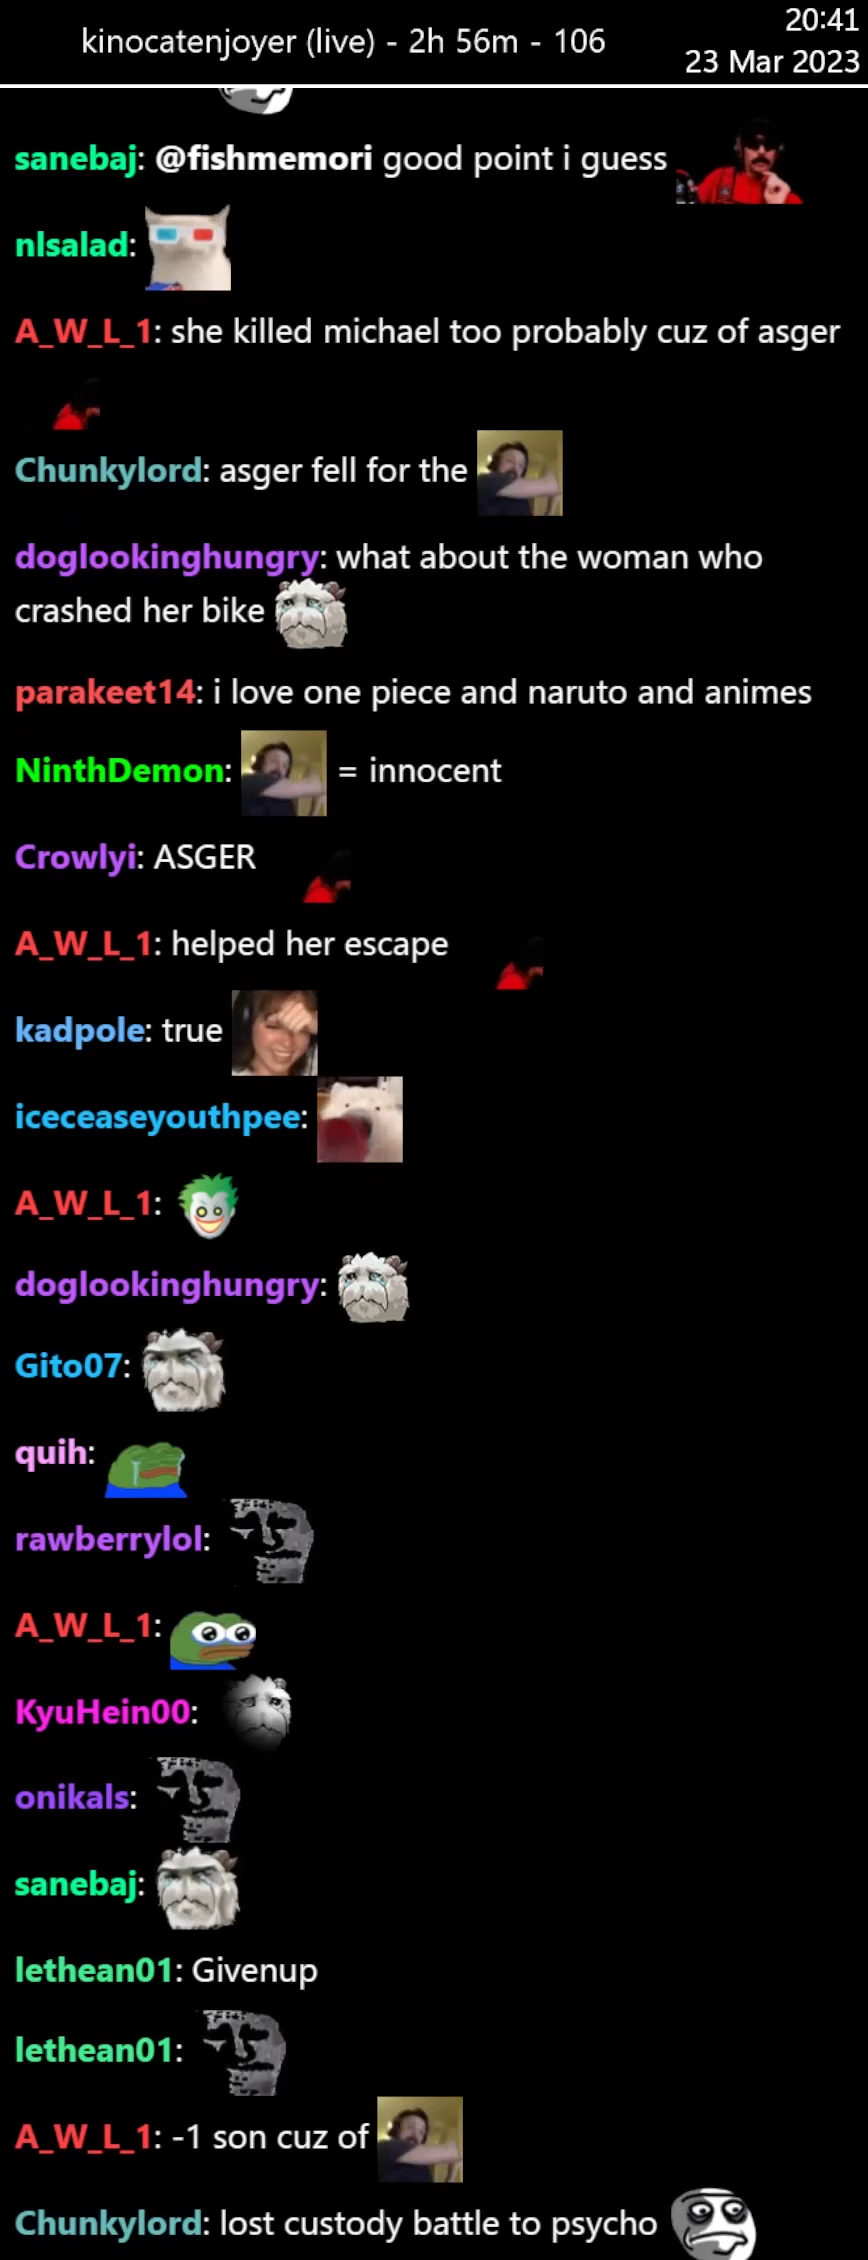 kinocatenjoyer (live) - 2h 56m - 106
20:41
23 Mar 2023
sanebaj: @fishmemori good point i guess
nlsalad:
A_W_L_1: she killed michael too probably cuz of asger
Chunkylord: asger fell for the
doglookinghungry: what about the woman who
crashed her bike
parakeet14: i love one piece and naruto and animes
NinthDemon: = innocent
Crowlyi: ASGER
A_W_L_1: helped her escape
kadpole: true
iceceaseyouthpee:
A_W_L_1:
doglookinghungry:
Gito07:
quih:
rawberrylol:
A_W_L_1:
KyuHein00:
onikals:
sanebaj:
lethean01: Givenup
lethean01:
A_W_L_1: -1 son cuz of
Chunkylord: lost custody battle to psycho